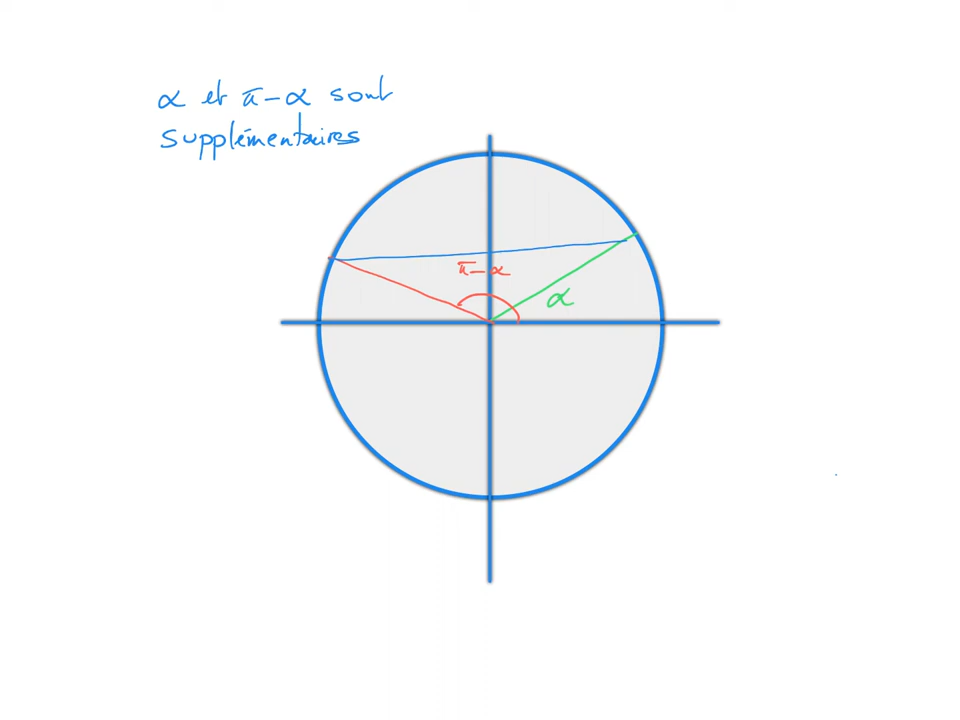 α et π-α sont
supplémentaires
π-α
α